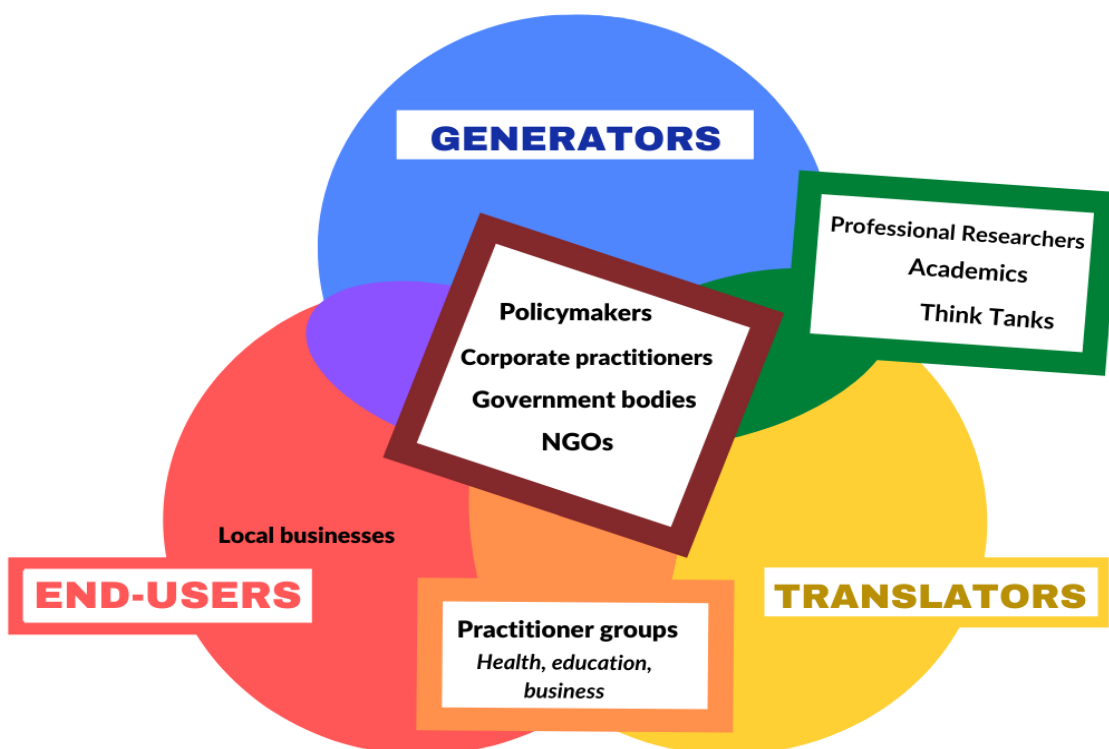 GENERATORS
Professional Researchers
Academics
Think Tanks
Policymakers
Corporate practitioners
Government bodies
NGOs
Local businesses
END-USERS
TRANSLATORS
Practitioner groups
Health, education,
business